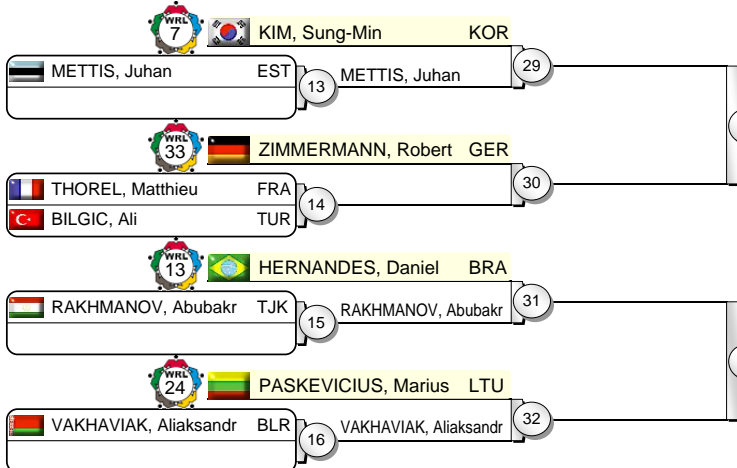 WRL 7 KIM, Sung-Min KOR
METTIS, Juhan EST 13 METTIS, Juhan 29
WRL 33 ZIMMERMANN, Robert GER
THOREL, Matthieu FRA 14 30
BILGIC, Ali TUR
WRL 13 HERNANDES, Daniel BRA
RAKHMANOV, Abubakr TJK 15 RAKHMANOV, Abubakr 31
WRL 24 PASKEVICIUS, Marius LTU
VAKHAVIAK, Aliaksandr BLR 16 VAKHAVIAK, Aliaksandr 32